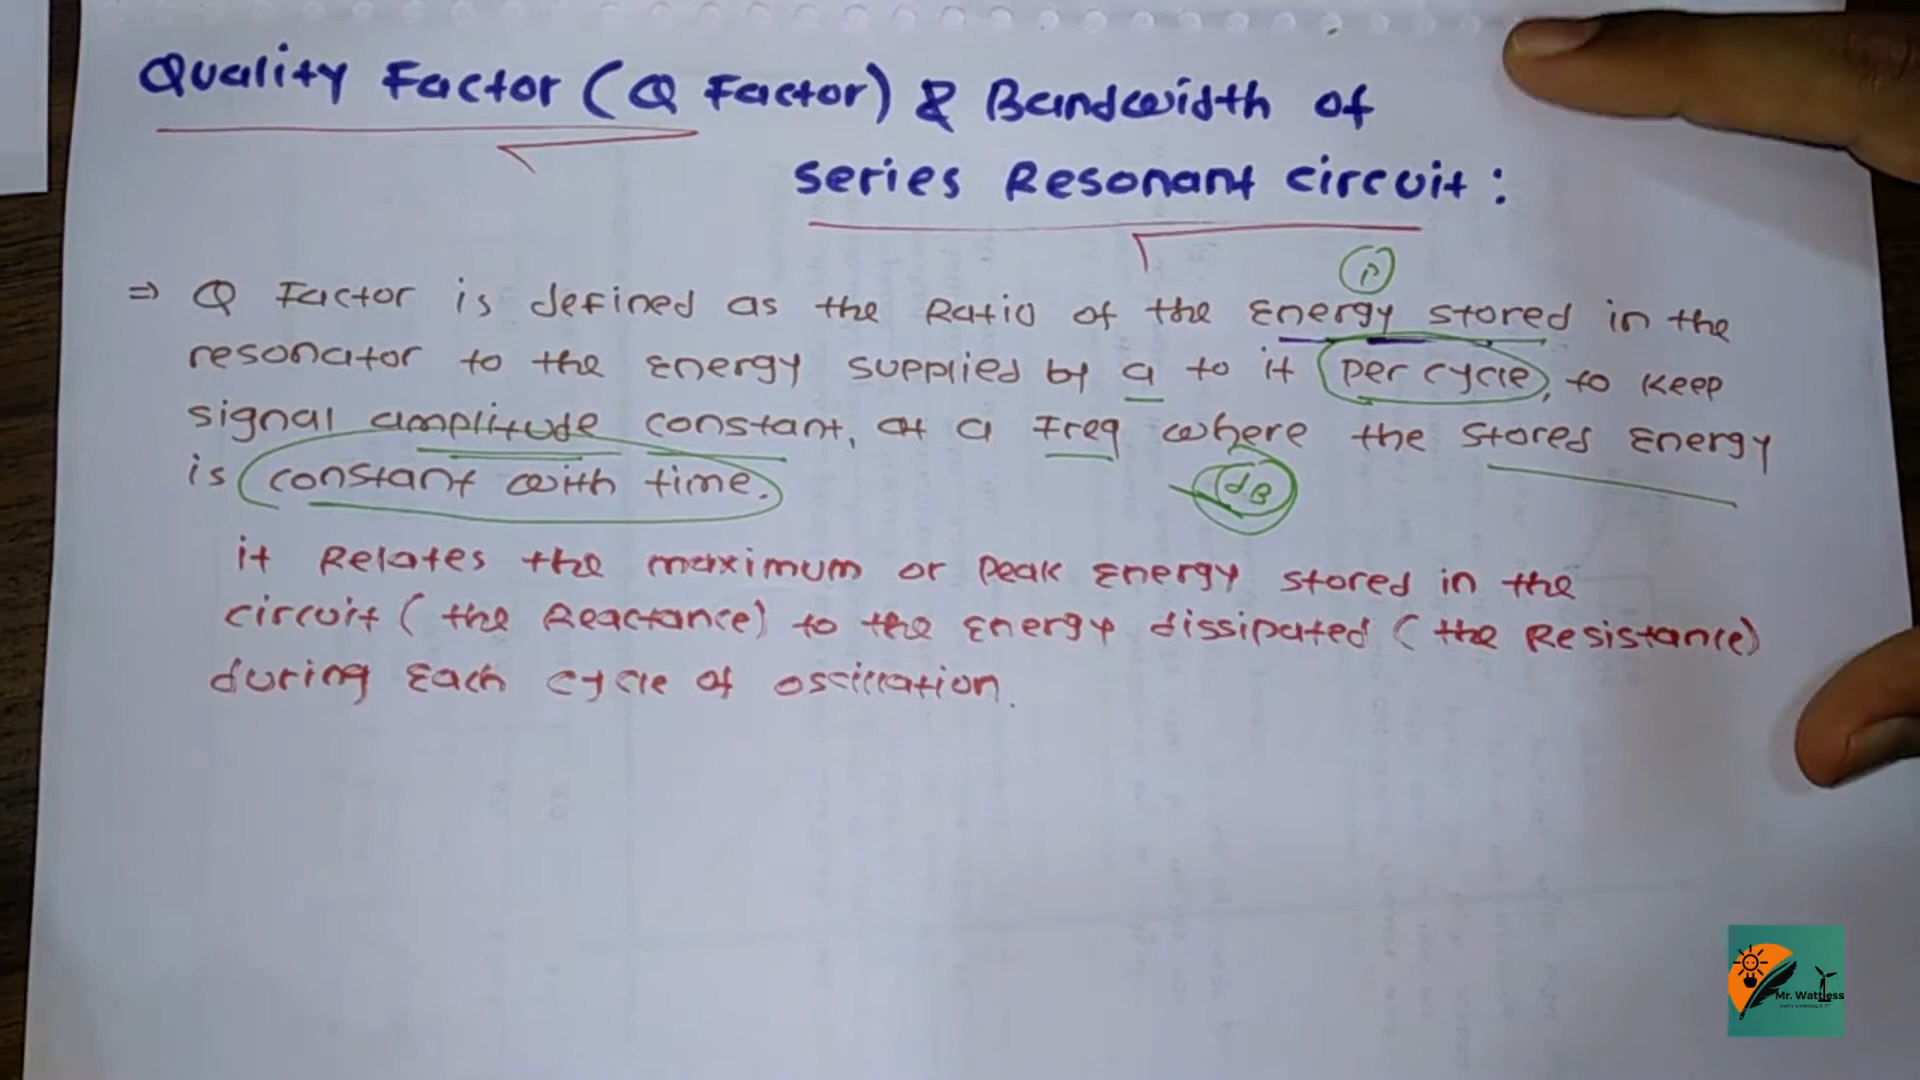 Quality Factor (Q Factor) & Bandwidth of
series Resonant circuit :
⇒ Q Factor is defined as the Ratio of the Energy stored in the
resonator to the Energy supplied by a to it per cycle, to keep
signal amplitude constant, at a Freq where the stored Energy
is constant with time.
dB
it Relates the maximum or peak Energy stored in the
circuit ( the Reactance) to the Energy dissipated ( the Resistance)
during Each cycle of oscillation.
Mr. Wattless